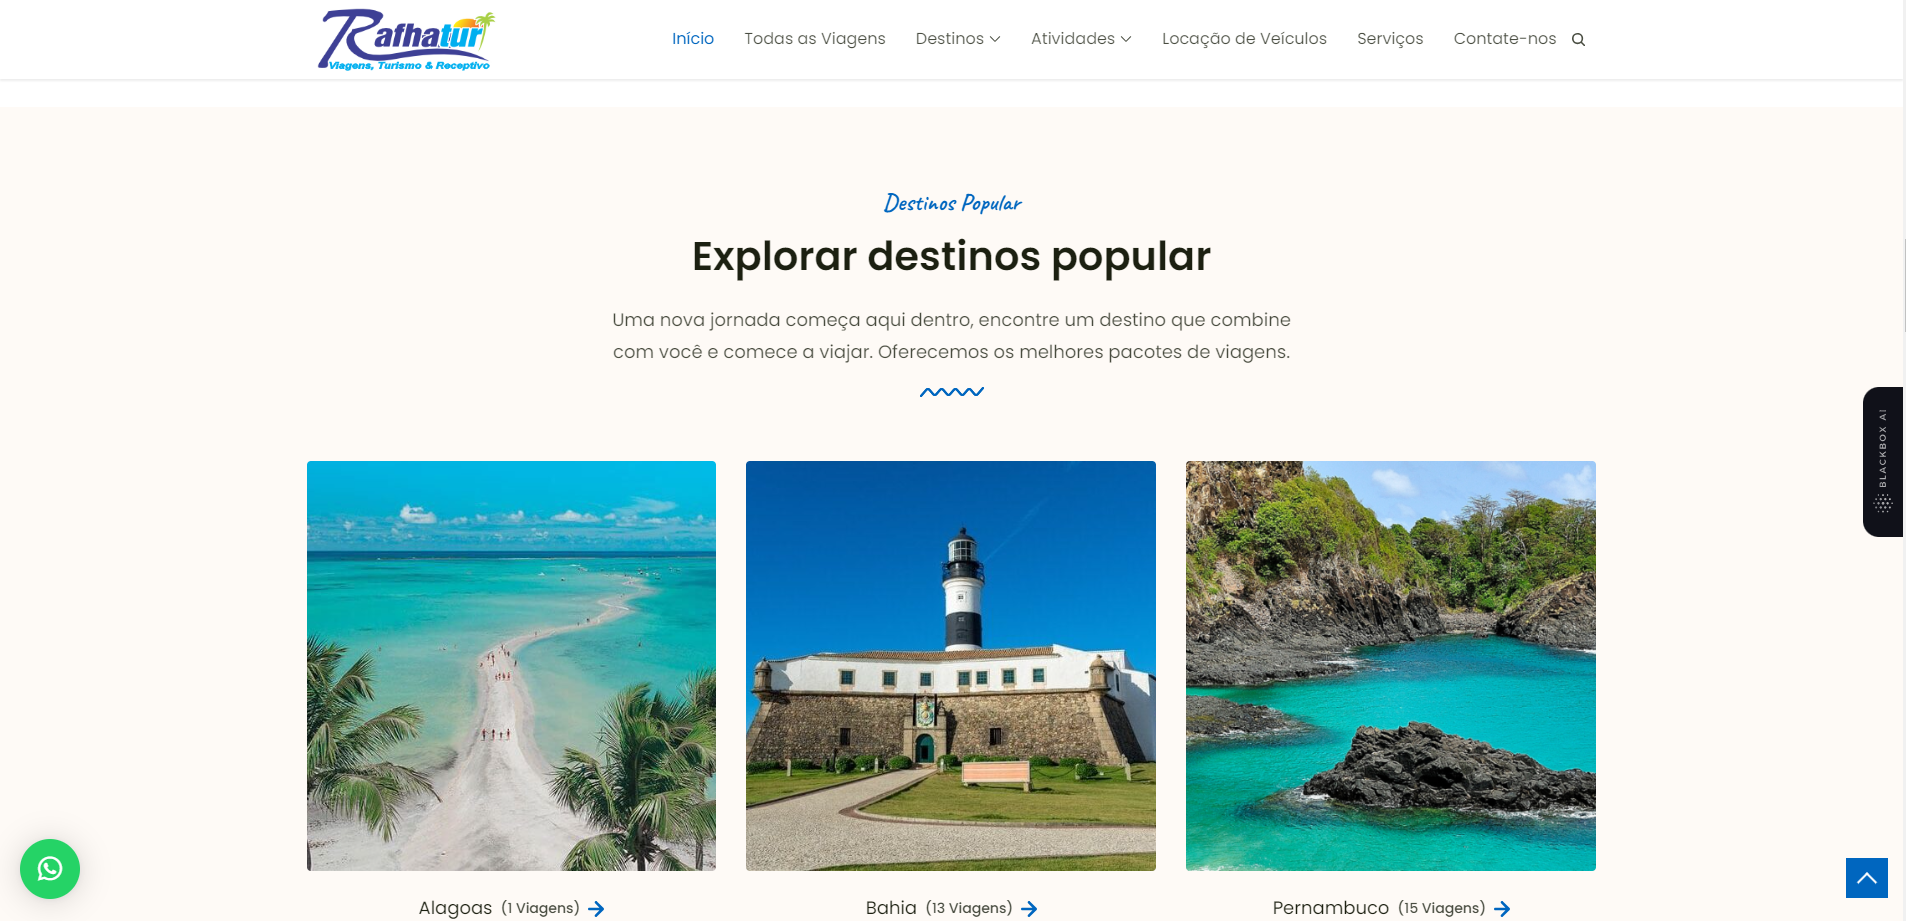 Rafhatur
Viagens, Turismo & Receptivo
Início Todas as Viagens Destinos Atividades Locação de Veículos Serviços Contate-nos
Destinos Popular
Explorar destinos popular
Uma nova jornada começa aqui dentro, encontre um destino que combine
com você e comece a viajar. Oferecemos os melhores pacotes de viagens.
BLACKBOX AI
Alagoas (1 Viagens)
Bahia (13 Viagens)
Pernambuco (15 Viagens)